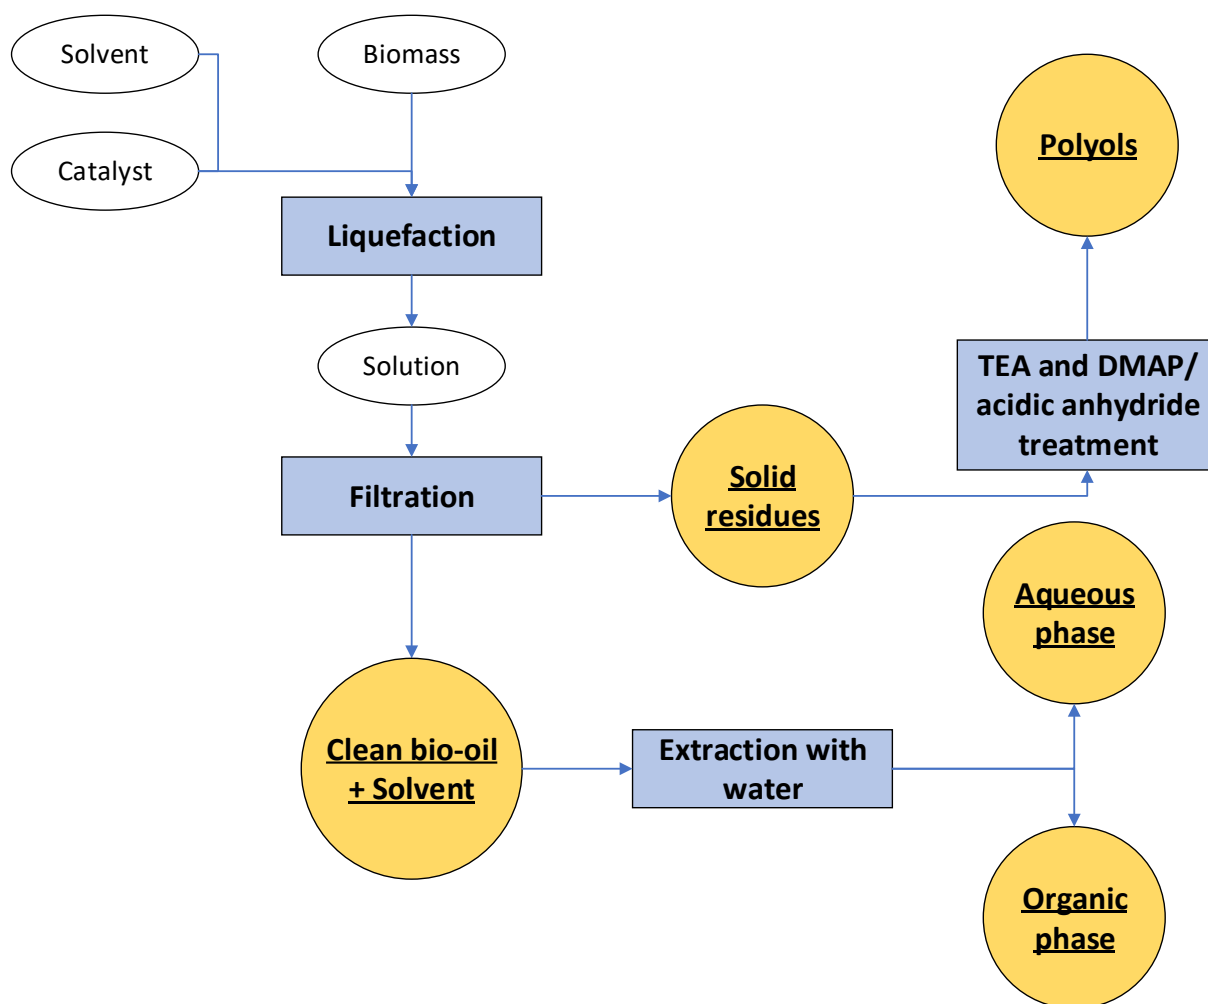 Solvent
Biomass
Catalyst
Polyols
Liquefaction
Solution
TEA and DMAP/
acidic anhydride
treatment
Filtration
Solid
residues
Aqueous
phase
Clean bio-oil
+ Solvent
Extraction with
water
Organic
phase